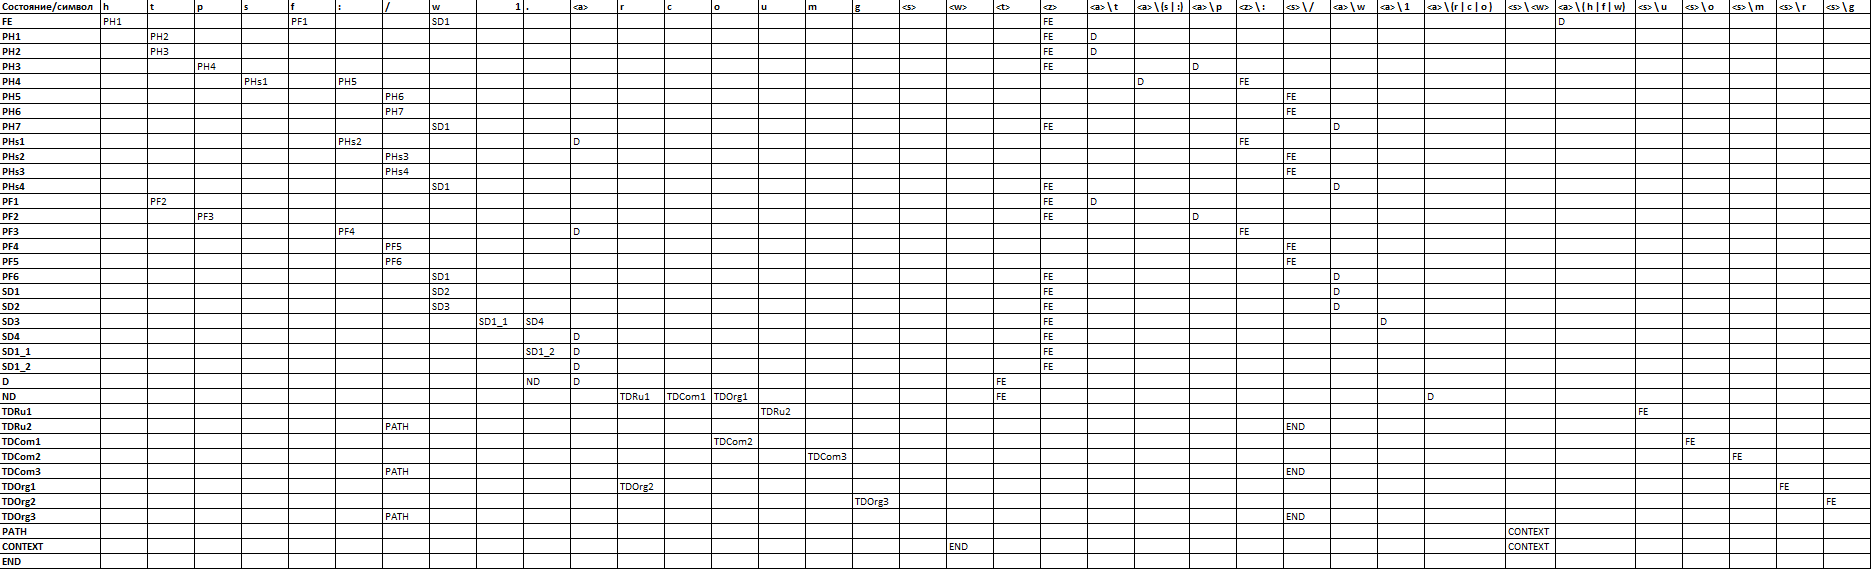 Состояние/символ h t p s f : / w 1 . <a> r c o u m g <s> <w> <t> <z> <a> \ t <a> \ (s | :) <a> \ p <z> \ : <s> \ / <a> \ w <a> \ 1 <a> \ (r | c | o ) <s> \ <w> <a> \ ( h | f | w) <s> \ u <s> \ o <s> \ m <s> \ r <s> \ g
FE PH1 PF1 SD1 FE D
PH1 PH2 FE D
PH2 PH3 FE D
PH3 PH4 FE D
PH4 PHs1 PH5 D FE
PH5 PH6 FE
PH6 PH7 FE
PH7 SD1 FE D
PHs1 PHs2 D FE
PHs2 PHs3 FE
PHs3 PHs4 FE
PHs4 SD1 FE D
PF1 PF2 FE D
PF2 PF3 FE D
PF3 PF4 D FE
PF4 PF5 FE
PF5 PF6 FE
PF6 SD1 FE D
SD1 SD2 FE D
SD2 SD3 FE D
SD3 SD1_1 SD4 FE D
SD4 D FE
SD1_1 SD1_2 D FE
SD1_2 D FE
D ND D FE
ND TDRu1 TDCom1 TDOrg1 FE D
TDRu1 TDRu2 FE
TDRu2 PATH END
TDCom1 TDCom2 FE
TDCom2 TDCom3 FE
TDCom3 PATH END
TDOrg1 TDOrg2 FE
TDOrg2 TDOrg3 FE
TDOrg3 PATH END
PATH CONTEXT
CONTEXT END CONTEXT
END